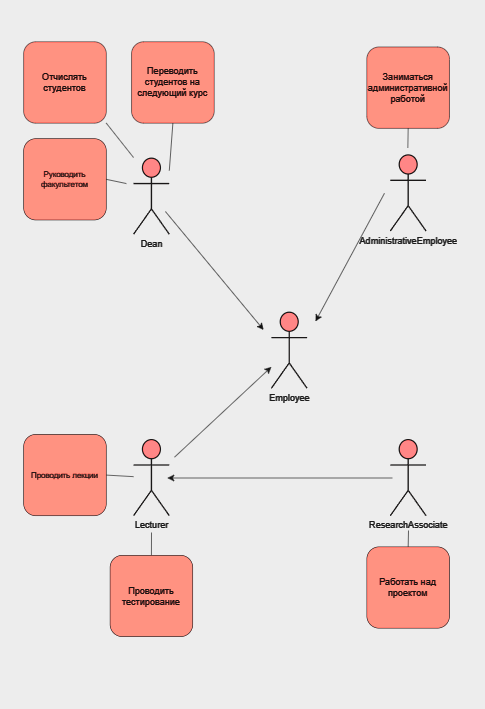 Отчислять
студентов
Переводить
студентов на
следующий курс
Заниматься
административной
работой
Руководить
факультетом
Dean
AdministrativeEmployee
Employee
Проводить лекции
Lecturer
ResearchAssociate
Проводить
тестирование
Работать над
проектом